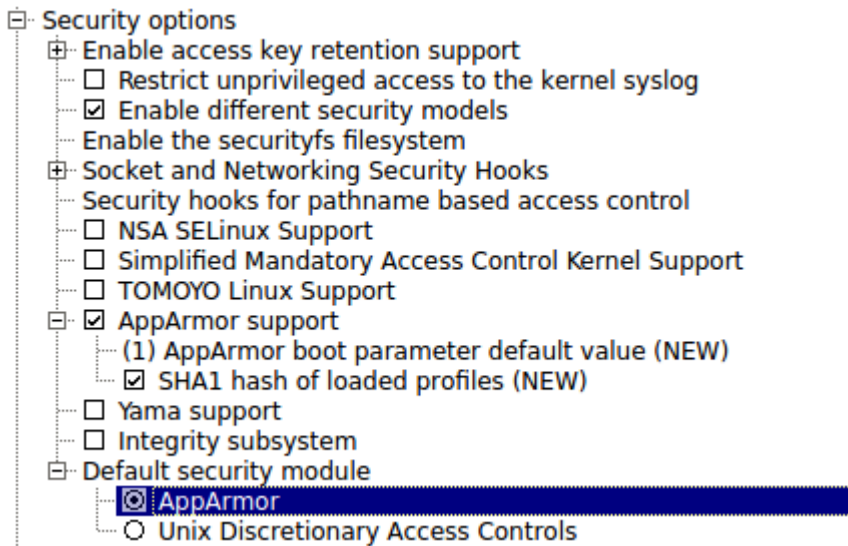 Security options
Enable access key retention support
Restrict unprivileged access to the kernel syslog
Enable different security models
Enable the securityfs filesystem
Socket and Networking Security Hooks
Security hooks for pathname based access control
NSA SELinux Support
Simplified Mandatory Access Control Kernel Support
TOMOYO Linux Support
AppArmor support
(1) AppArmor boot parameter default value (NEW)
SHA1 hash of loaded profiles (NEW)
Yama support
Integrity subsystem
Default security module
AppArmor
Unix Discretionary Access Controls